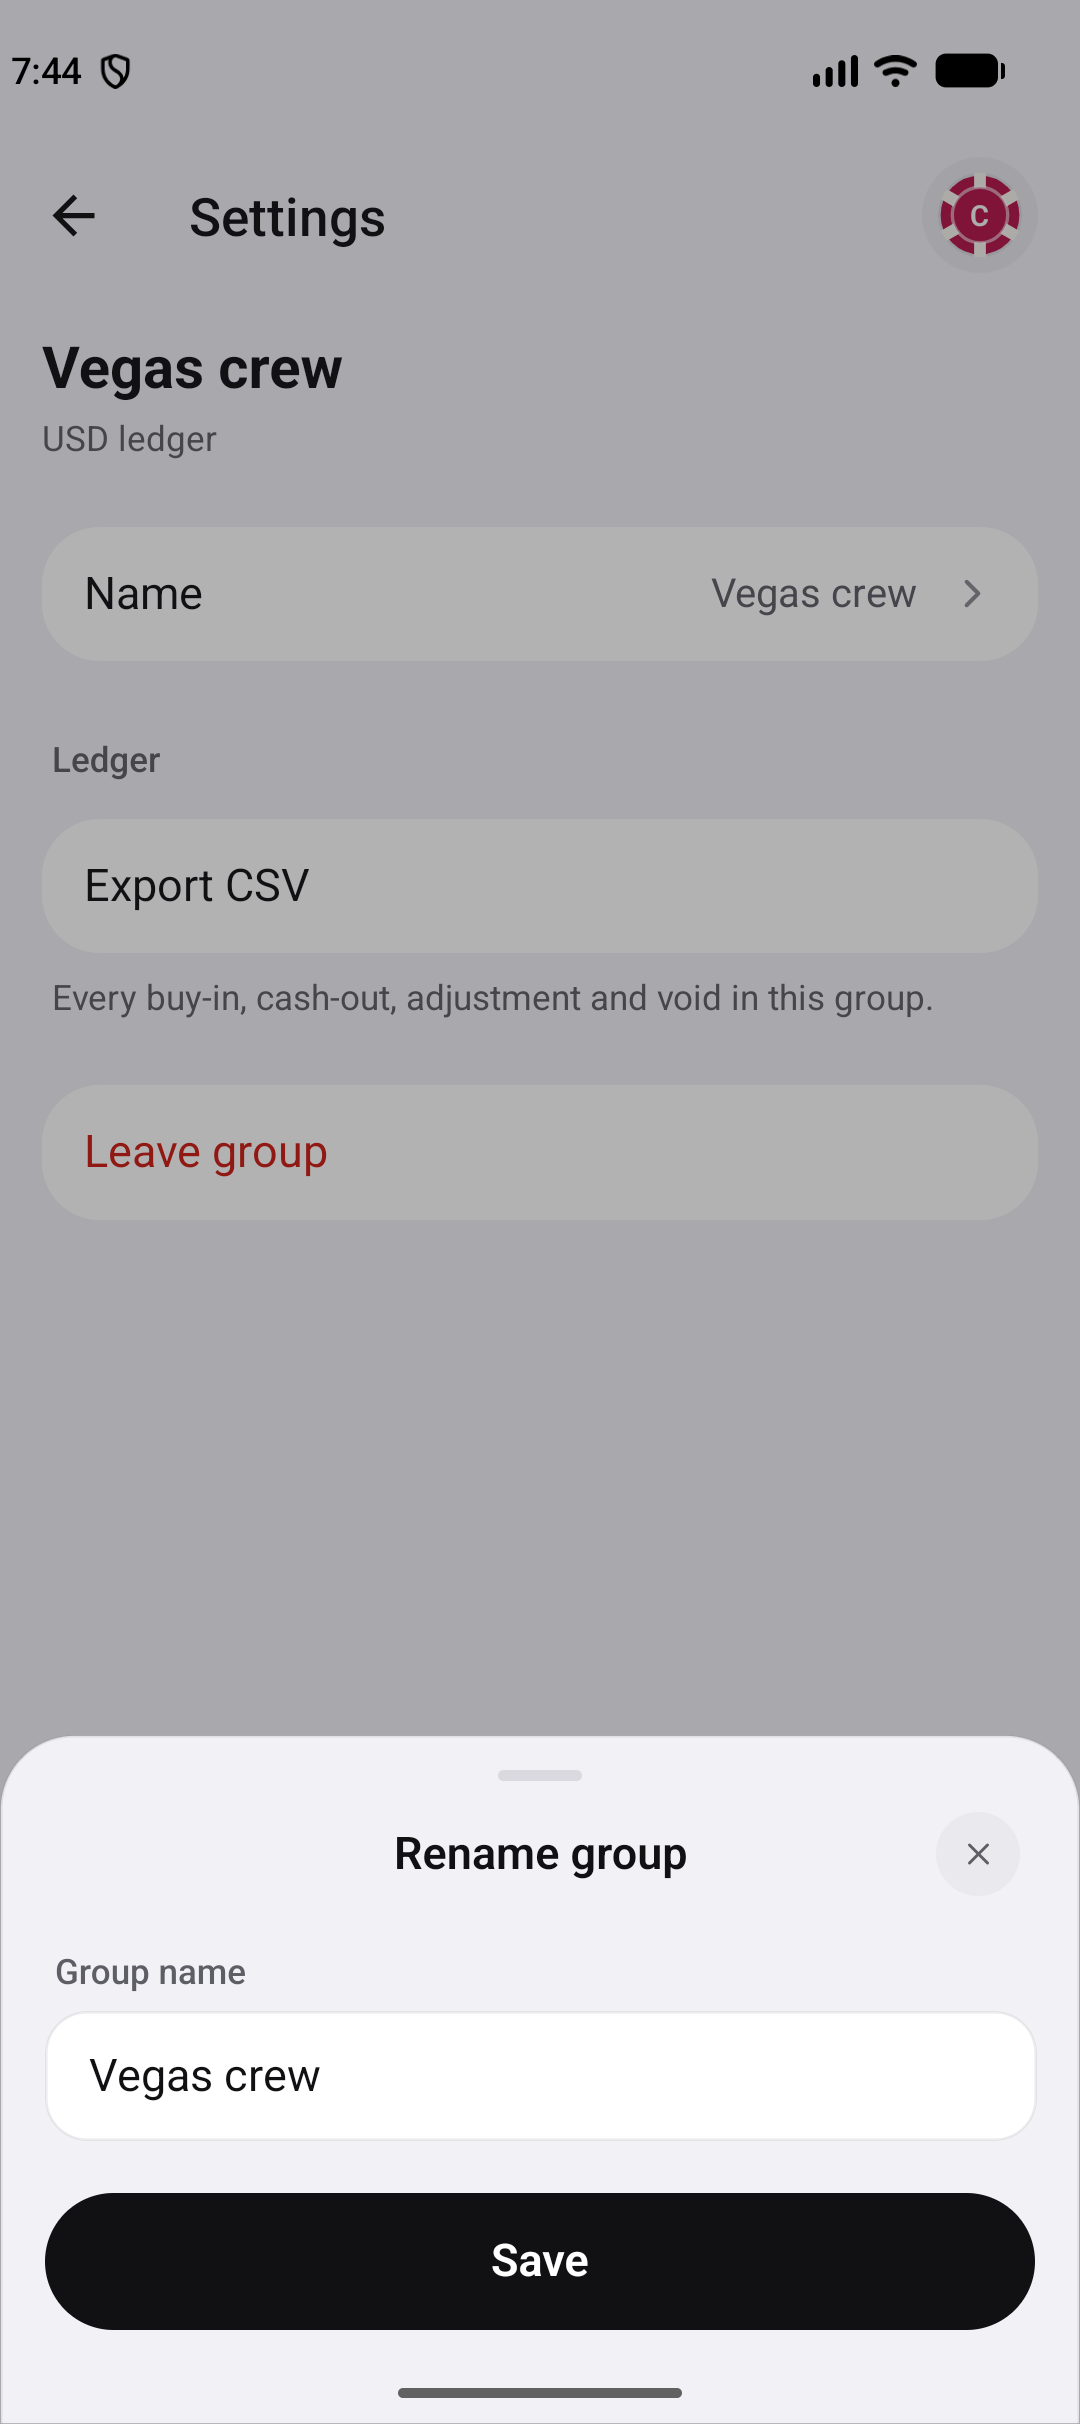 7:44
Settings
C
Vegas crew
USD ledger
Name
Vegas crew
Ledger
Export CSV
Every buy-in, cash-out, adjustment and void in this group.
Leave group
Rename group
Group name
Vegas crew
Save